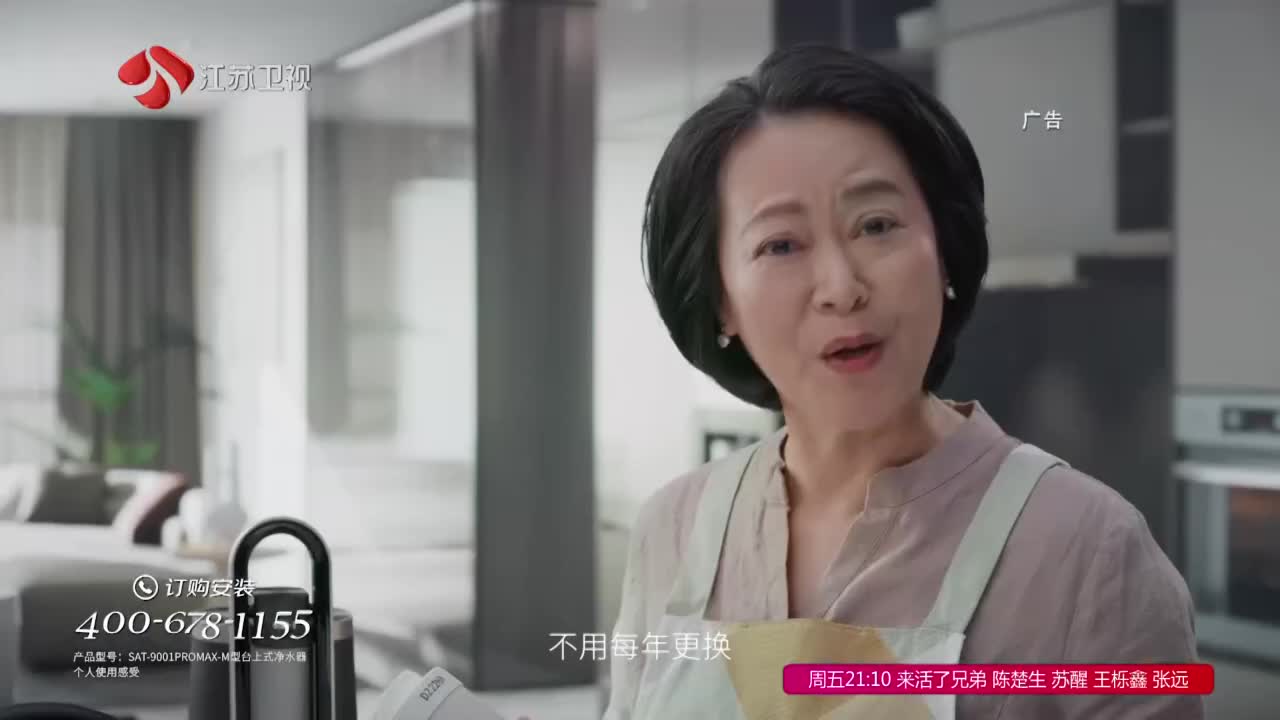 江苏卫视
广告
订购安装
400-678-1155
产品型号：SAT-9001PROMAX-M型台上式净水器
个人使用感受
不用每年更换
周五21:10 来活了兄弟 陈楚生 苏醒 王栎鑫 张远